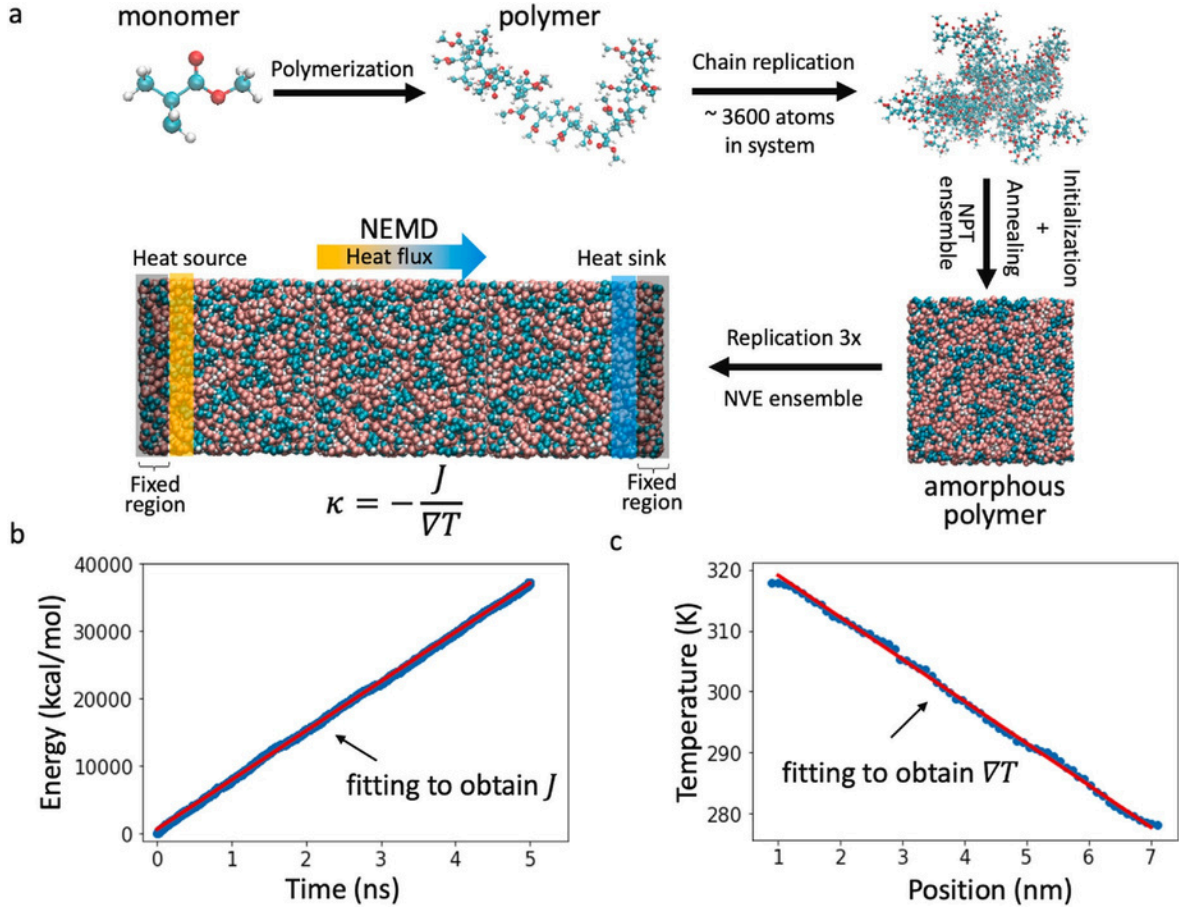 a
monomer
Polymerization
polymer
Chain replication
~ 3600 atoms
in system
Initialization
+
Annealing
NPT
ensemble
NEMD
Heat flux
Heat source
Heat sink
Fixed
region
Fixed
region
κ = − J / ∇T
Replication 3x
NVE ensemble
amorphous
polymer
b
Energy (kcal/mol)
40000
30000
20000
10000
0
fitting to obtain J
0 1 2 3 4 5
Time (ns)
c
Temperature (K)
320
310
300
290
280
fitting to obtain ∇T
1 2 3 4 5 6 7
Position (nm)